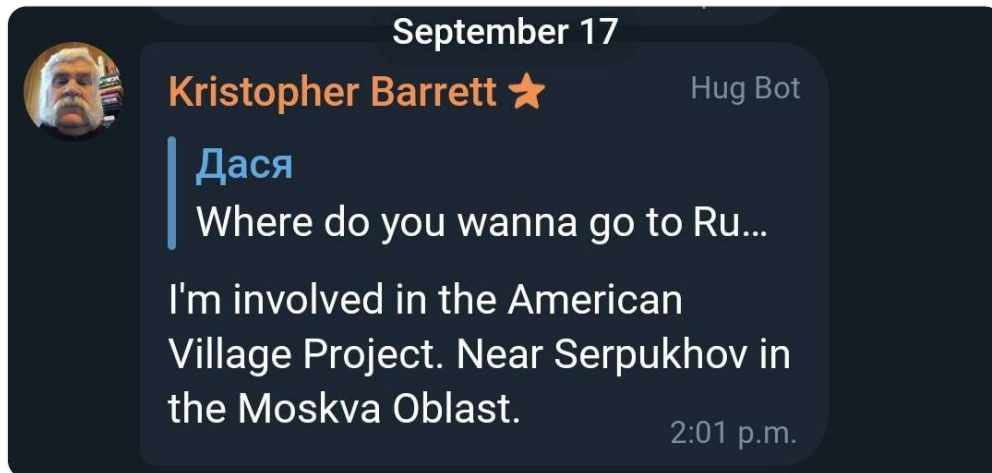 September 17
Kristopher Barrett
Hug Bot
Дася
Where do you wanna go to Ru...
I'm involved in the American
Village Project. Near Serpukhov in
the Moskva Oblast.
2:01 p.m.